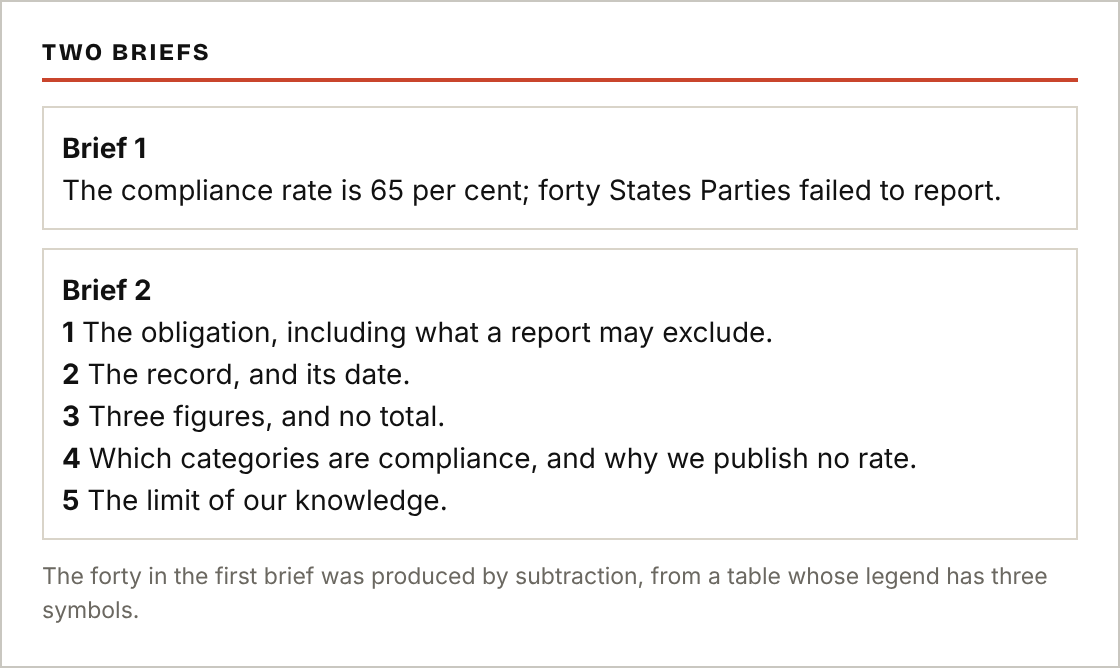 TWO BRIEFS
Brief 1
The compliance rate is 65 per cent; forty States Parties failed to report.
Brief 2
1 The obligation, including what a report may exclude.
2 The record, and its date.
3 Three figures, and no total.
4 Which categories are compliance, and why we publish no rate.
5 The limit of our knowledge.
The forty in the first brief was produced by subtraction, from a table whose legend has three
symbols.